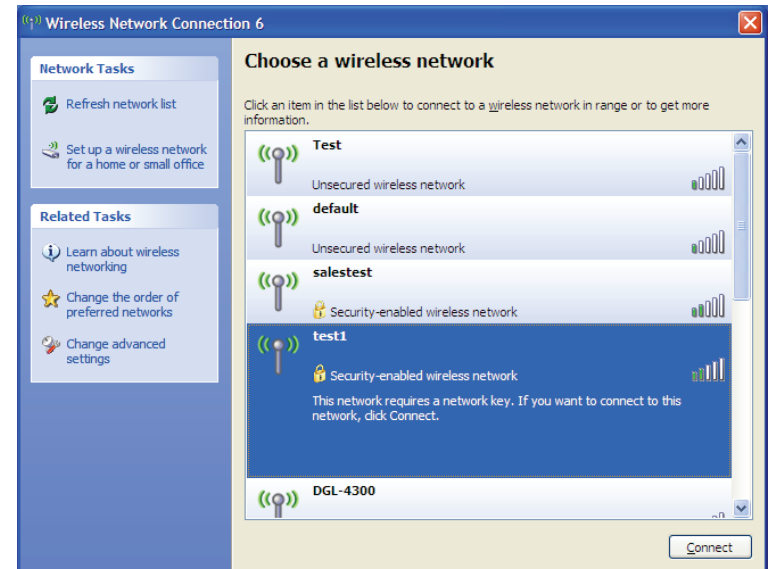 Wireless Network Connection 6
Network Tasks
Refresh network list
Set up a wireless network
for a home or small office
Related Tasks
Learn about wireless
networking
Change the order of
preferred networks
Change advanced
settings
Choose a wireless network
Click an item in the list below to connect to a wireless network in range or to get more
information.
Test
Unsecured wireless network
default
Unsecured wireless network
salestest
Security-enabled wireless network
test1
Security-enabled wireless network
This network requires a network key. If you want to connect to this
network, click Connect.
DGL-4300
Connect